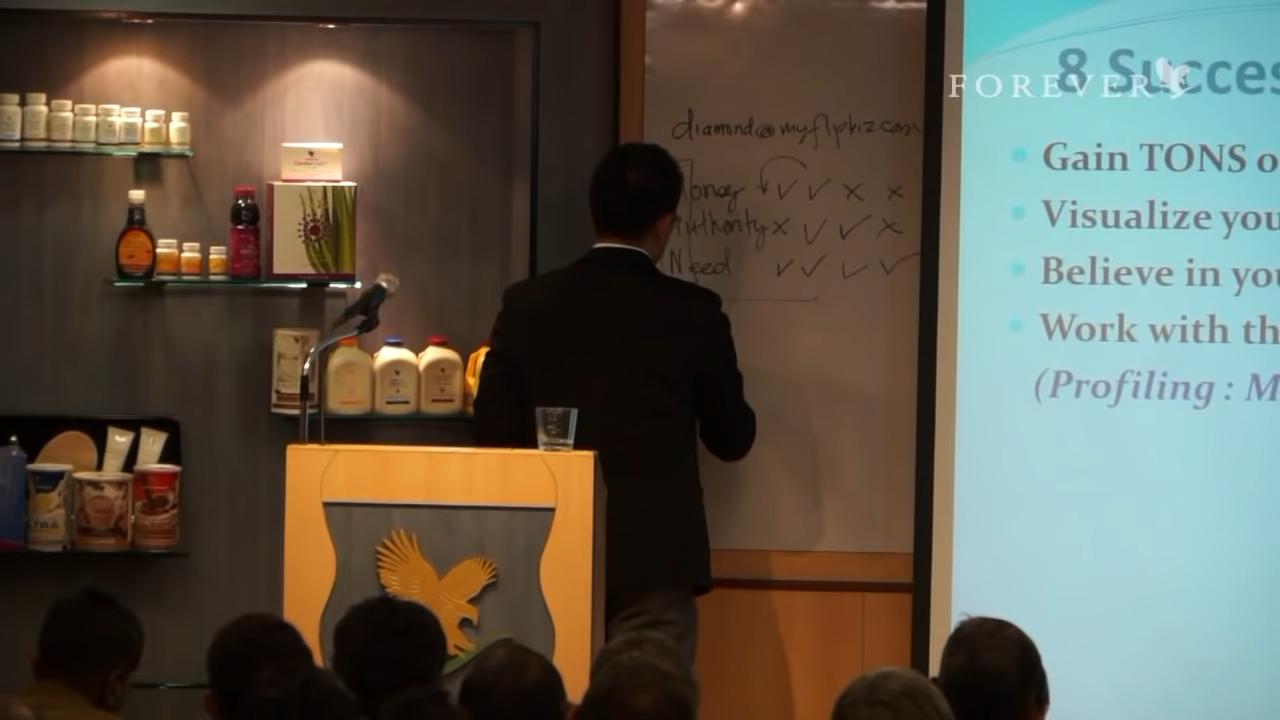 diamond@myflpbiz.com
Money ✓ ✓ × ×
Authority × ✓ ✓ ×
Need ✓ ✓ ✓ ✓
FOREVER
8 Succes
Gain TONS o
Visualize you
Believe in you
Work with th
(Profiling : M